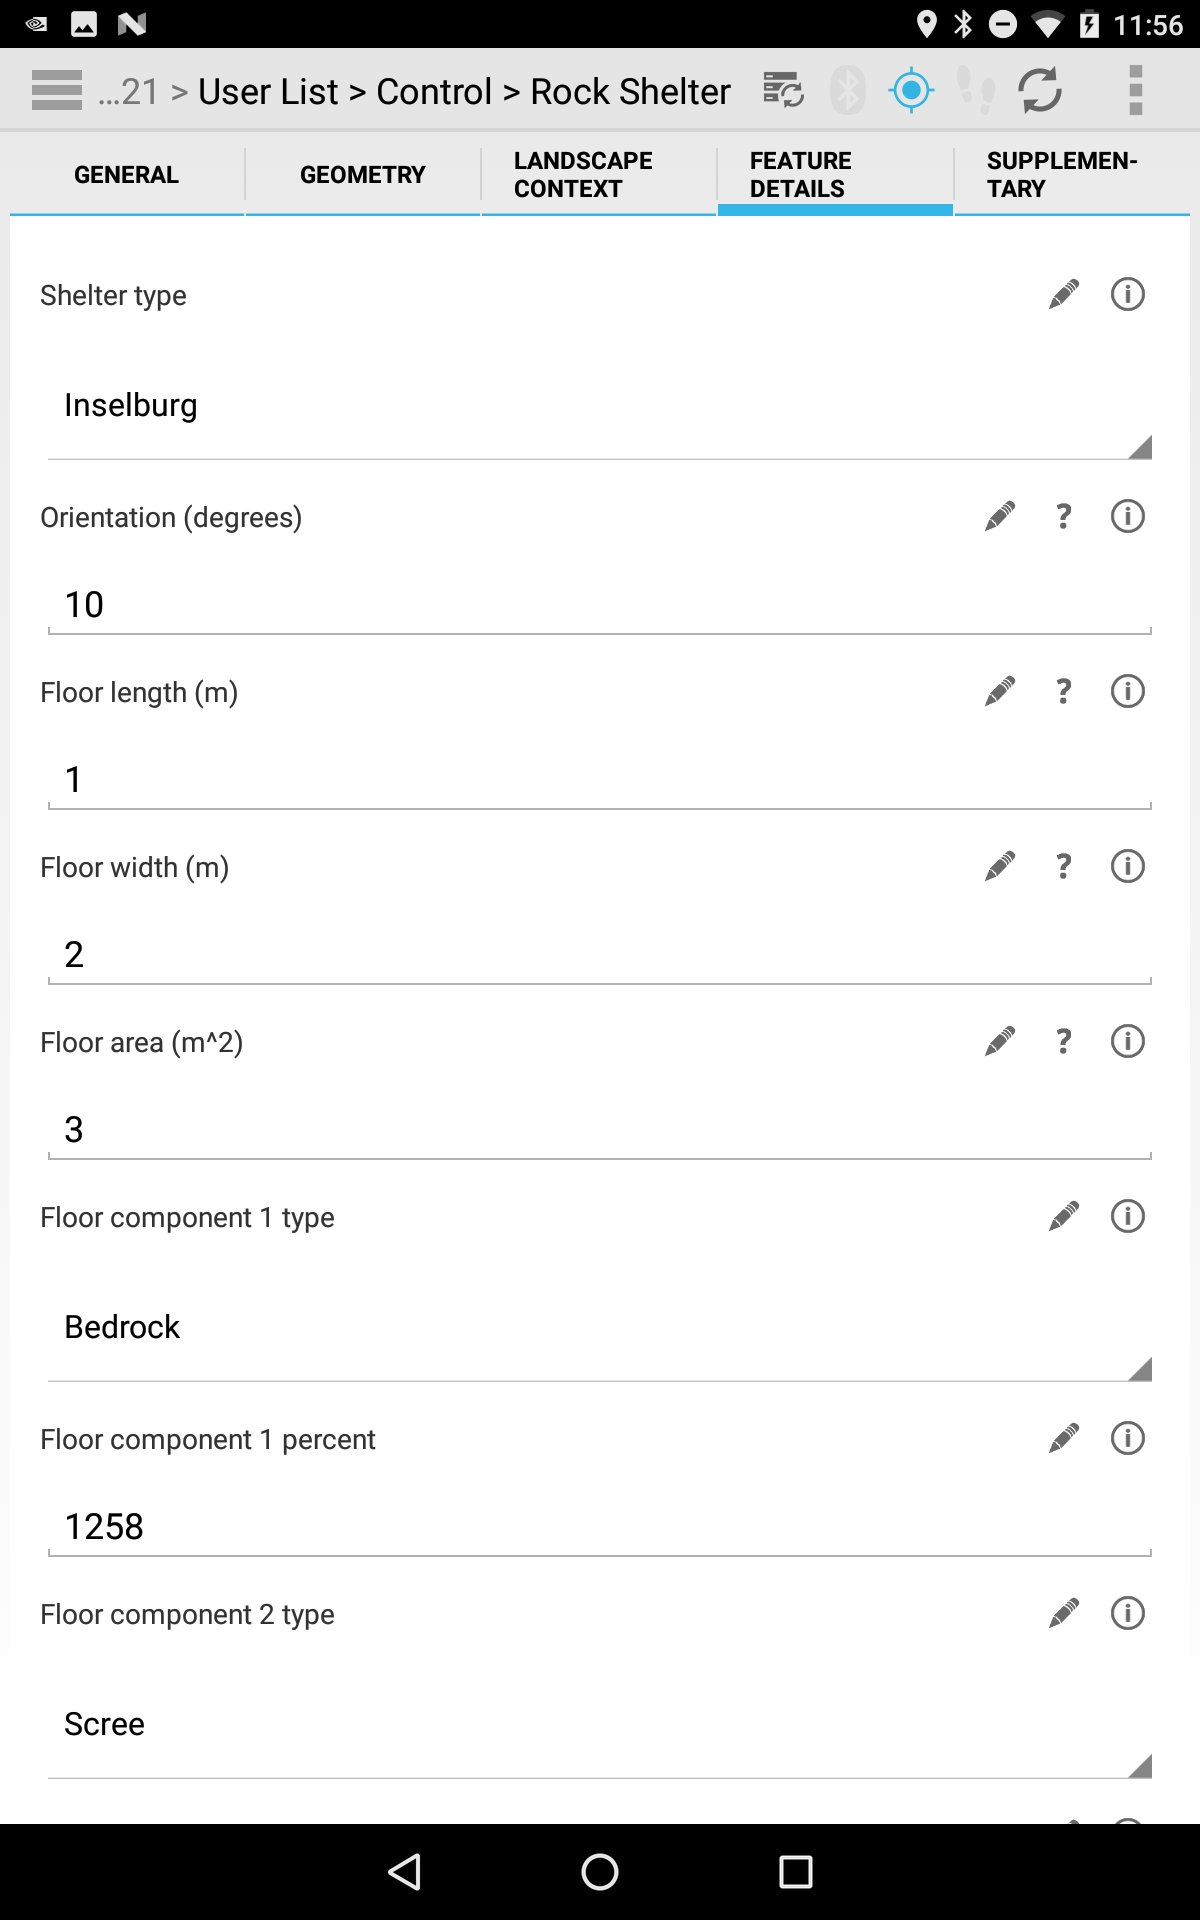 11:56
...21 > User List > Control > Rock Shelter
GENERAL
GEOMETRY
LANDSCAPE
CONTEXT
FEATURE
DETAILS
SUPPLEMEN-
TARY
Shelter type
Inselburg
Orientation (degrees)
?
10
Floor length (m)
?
1
Floor width (m)
?
2
Floor area (m^2)
?
3
Floor component 1 type
Bedrock
Floor component 1 percent
1258
Floor component 2 type
Scree